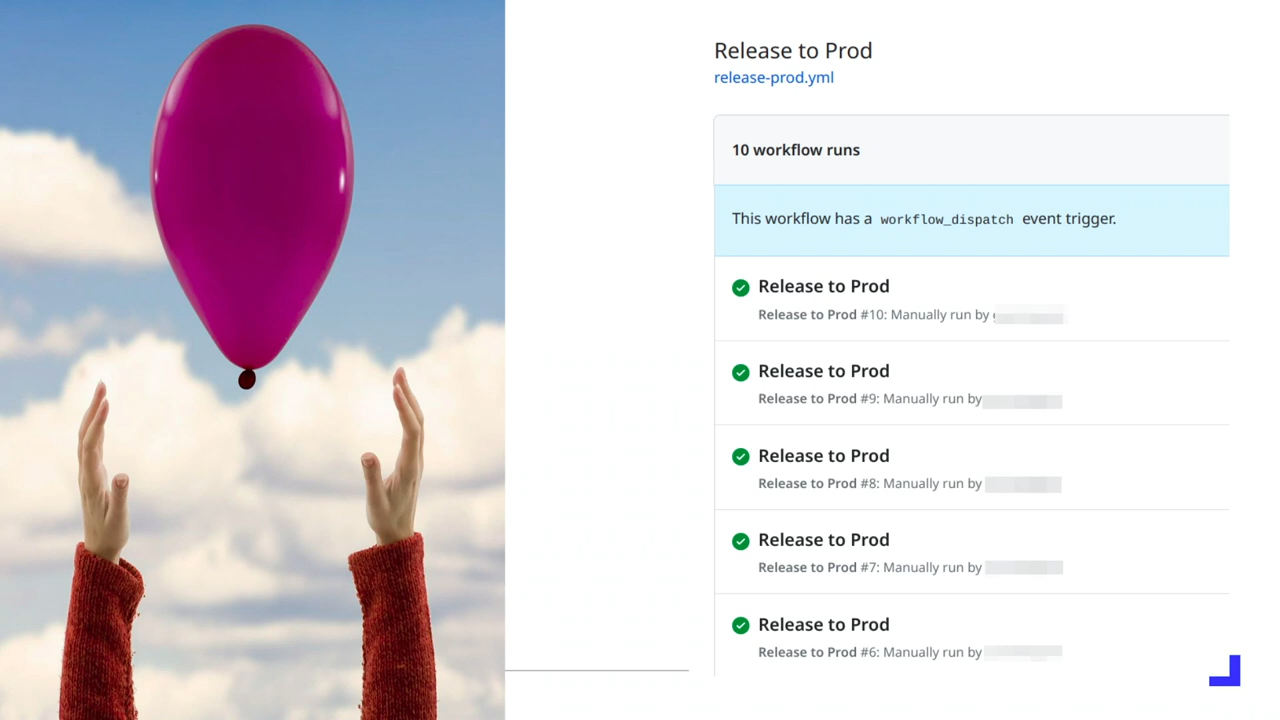 Release to Prod
release-prod.yml
10 workflow runs
This workflow has a workflow_dispatch event trigger.
Release to Prod
Release to Prod #10: Manually run by
Release to Prod
Release to Prod #9: Manually run by
Release to Prod
Release to Prod #8: Manually run by
Release to Prod
Release to Prod #7: Manually run by
Release to Prod
Release to Prod #6: Manually run by